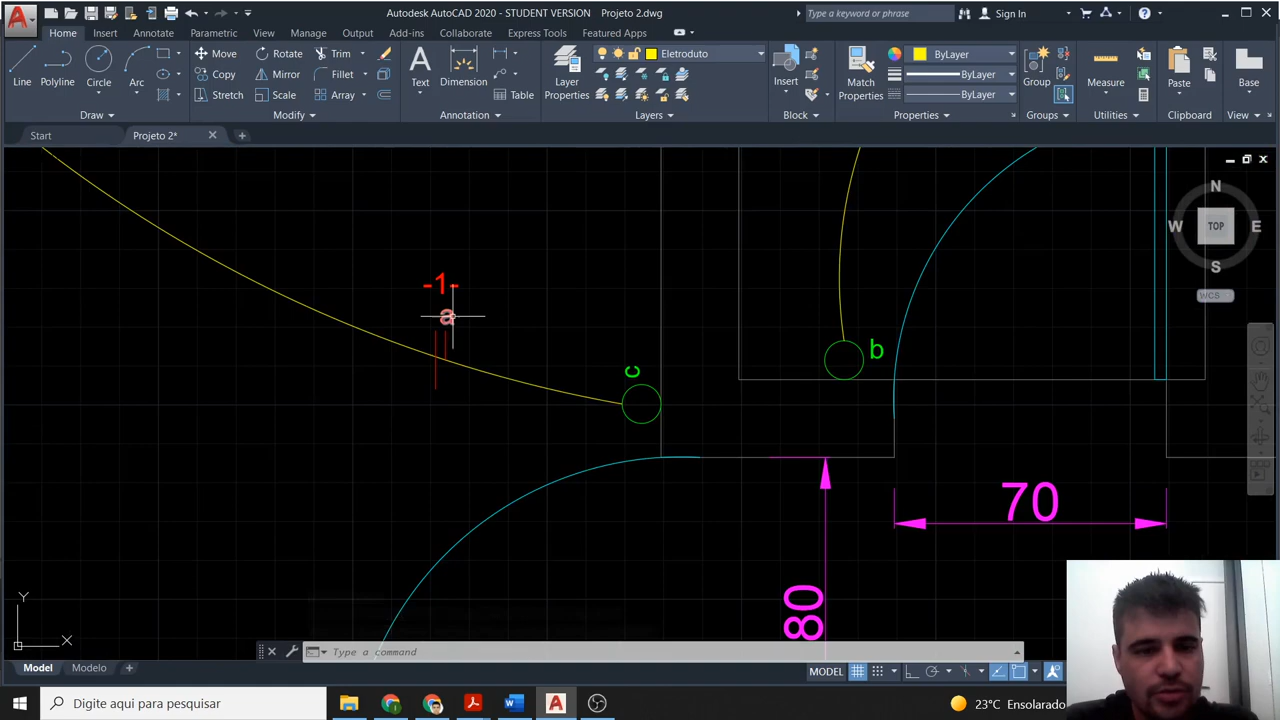 Autodesk AutoCAD 2020 - STUDENT VERSION Projeto 2.dwg
Type a keyword or phrase
Sign In
Home Insert Annotate Parametric View Manage Output Add-ins Collaborate Express Tools Featured Apps
Line
Polyline
Circle
Arc
Move
Rotate
Trim
Copy
Mirror
Fillet
Stretch
Scale
Array
Text
Dimension
Table
Layer
Properties
Eletroduto
Insert
Match
Properties
ByLayer
ByLayer
ByLayer
Group
Measure
Paste
Base
Draw
Modify
Annotation
Layers
Block
Properties
Groups
Utilities
Clipboard
View
Start
Projeto 2*
N
W
TOP
E
S
WCS
-1-
a
c
b
70
80
Y
X
Type a command
Model
Modelo
MODEL
Digite aqui para pesquisar
23°C Ensolarado